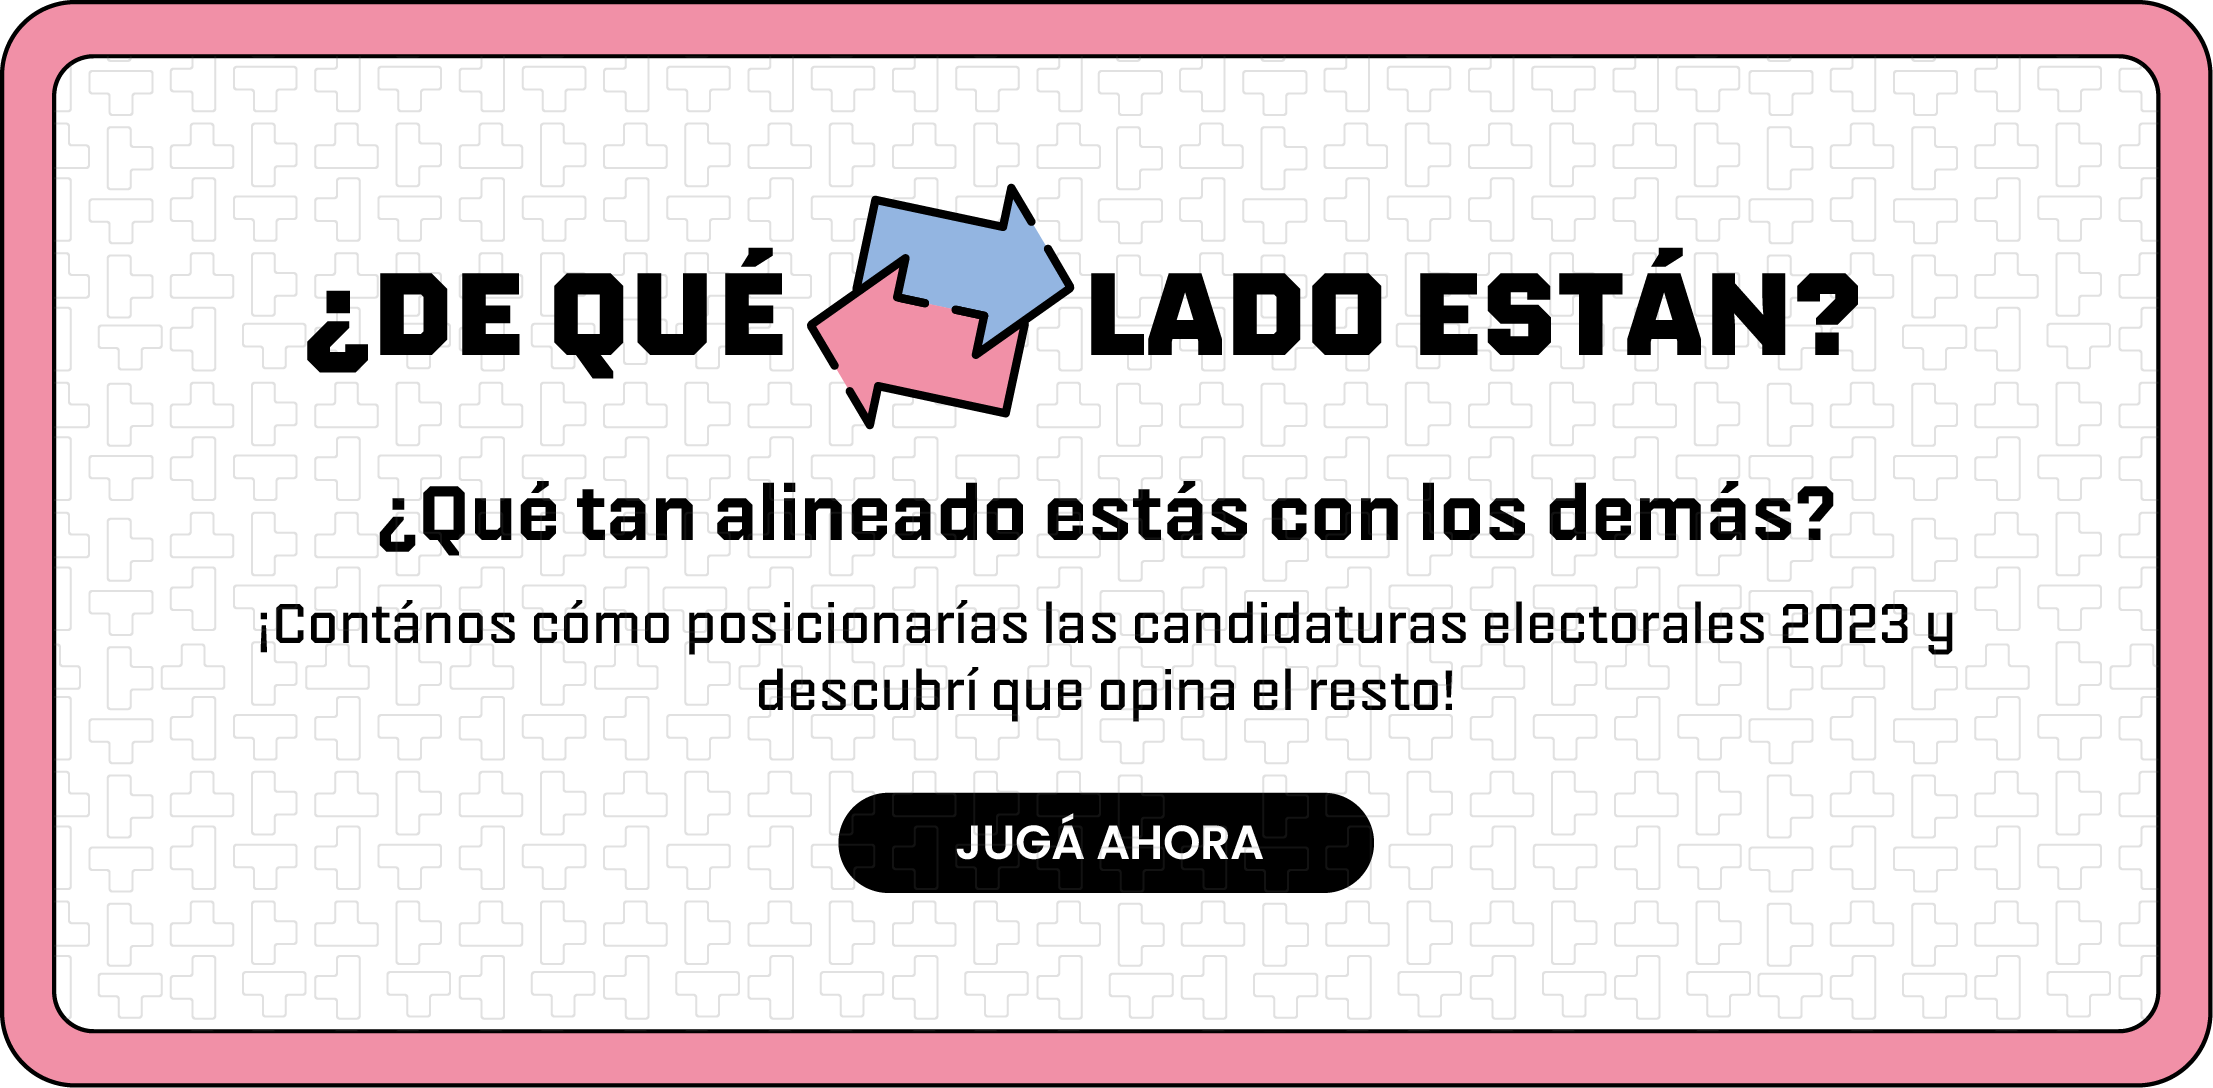 ¿DE QUÉ LADO ESTÁN?
¿Qué tan alineado estás con los demás?
¡Contános cómo posicionarías las candidaturas electorales 2023 y
descubrí que opina el resto!
JUGÁ AHORA